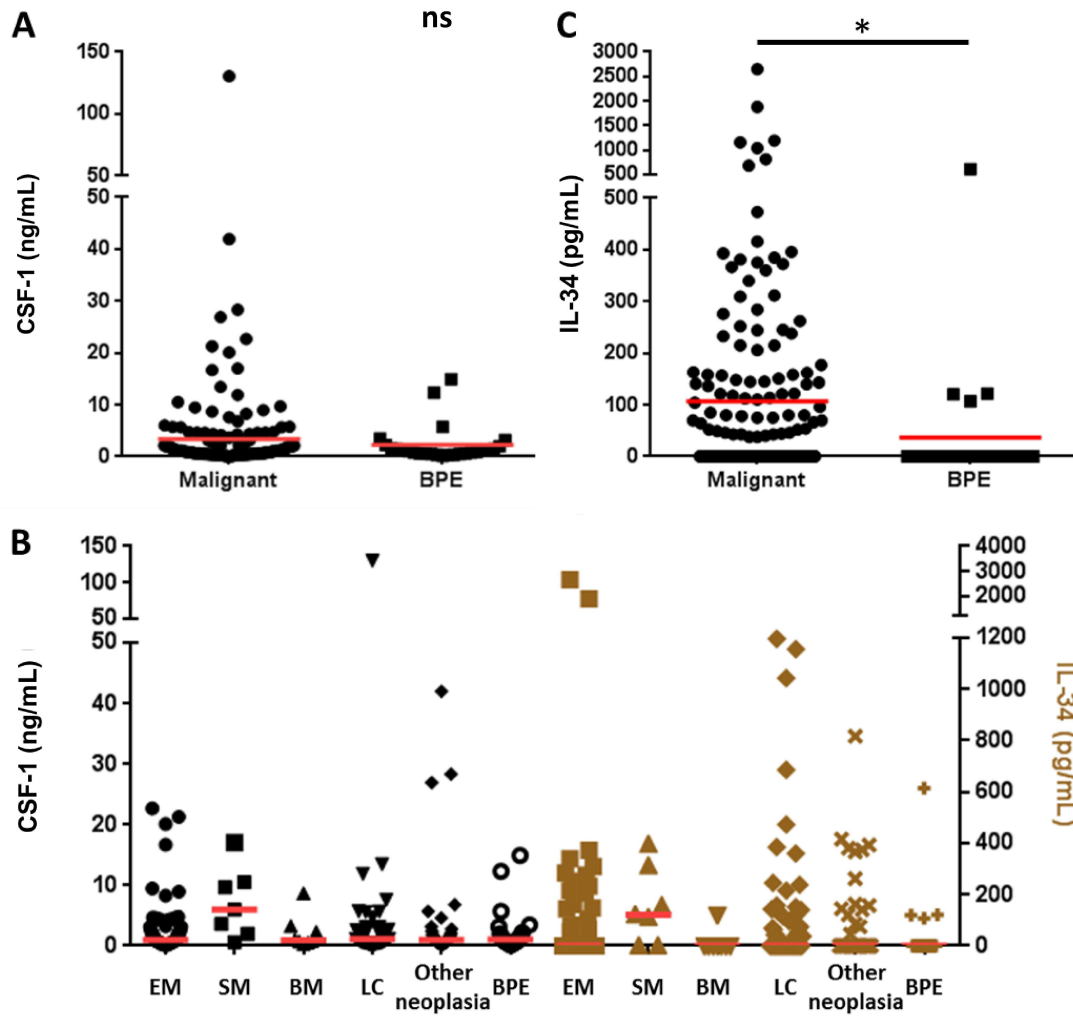 A
ns
CSF-1 (ng/mL)
150
100
50
50
40
30
20
10
0
Malignant
BPE
C
*
IL-34 (pg/mL)
3000
2500
2000
1500
1000
500
500
400
300
200
100
0
Malignant
BPE
B
CSF-1 (ng/mL)
150
100
50
50
40
30
20
10
0
EM
SM
BM
LC
Other
neoplasia
BPE
EM
SM
BM
LC
Other
neoplasia
BPE
4000
3000
2000
1200
1000
800
600
400
200
0
IL-34 (pg/mL)